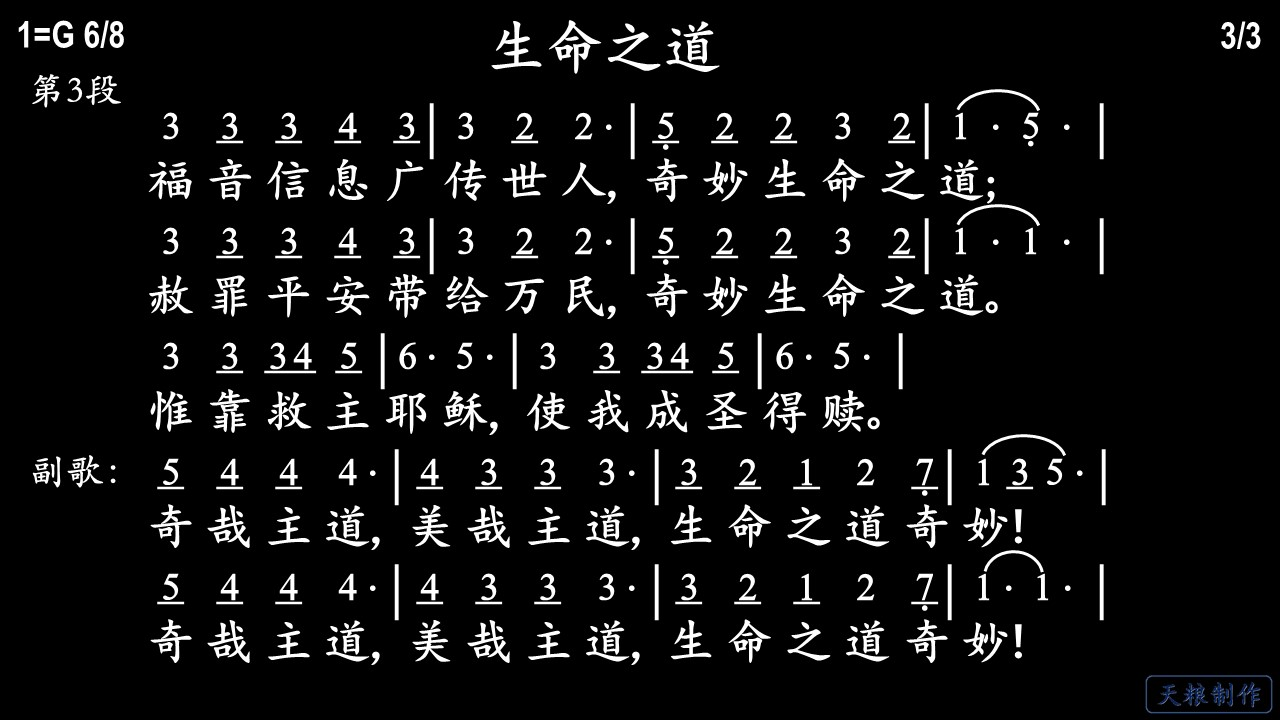 1=G 6/8
生命之道
3/3
第3段
3 3 3 4 3| 3 2 2·| 5 2 2 3 2| 1 · 5 · |
福音信息广传世人,奇妙生命之道;
3 3 3 4 3| 3 2 2·| 5 2 2 3 2| 1 · 1 · |
赦罪平安带给万民,奇妙生命之道。
3 3 34 5 |6· 5·| 3 3 34 5 |6· 5· |
惟靠救主耶稣,使我成圣得赎。
副歌: 5 4 4 4·| 4 3 3 3·| 3 2 1 2 7| 1 3 5·|
奇哉主道,美哉主道,生命之道奇妙!
5 4 4 4·| 4 3 3 3·| 3 2 1 2 7| 1· 1· |
奇哉主道,美哉主道,生命之道奇妙!
天粮制作